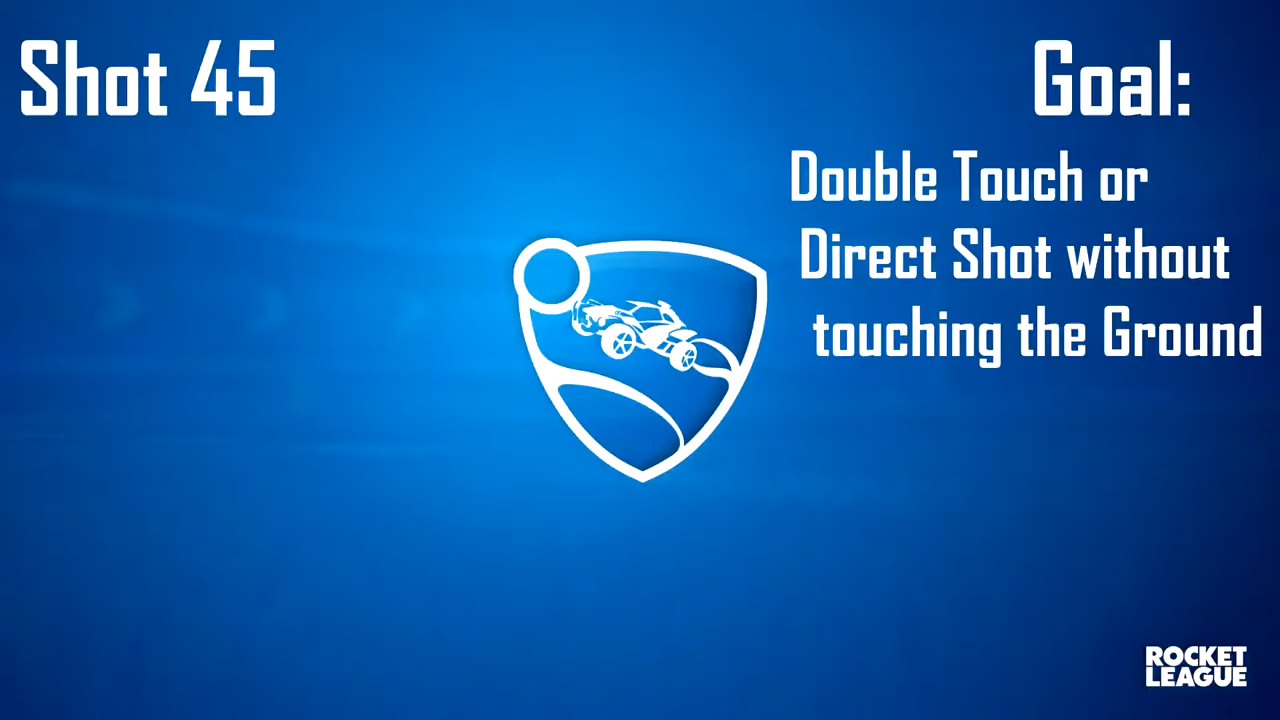 Shot 45
Goal:
Double Touch or
Direct Shot without
touching the Ground
ROCKET
LEAGUE